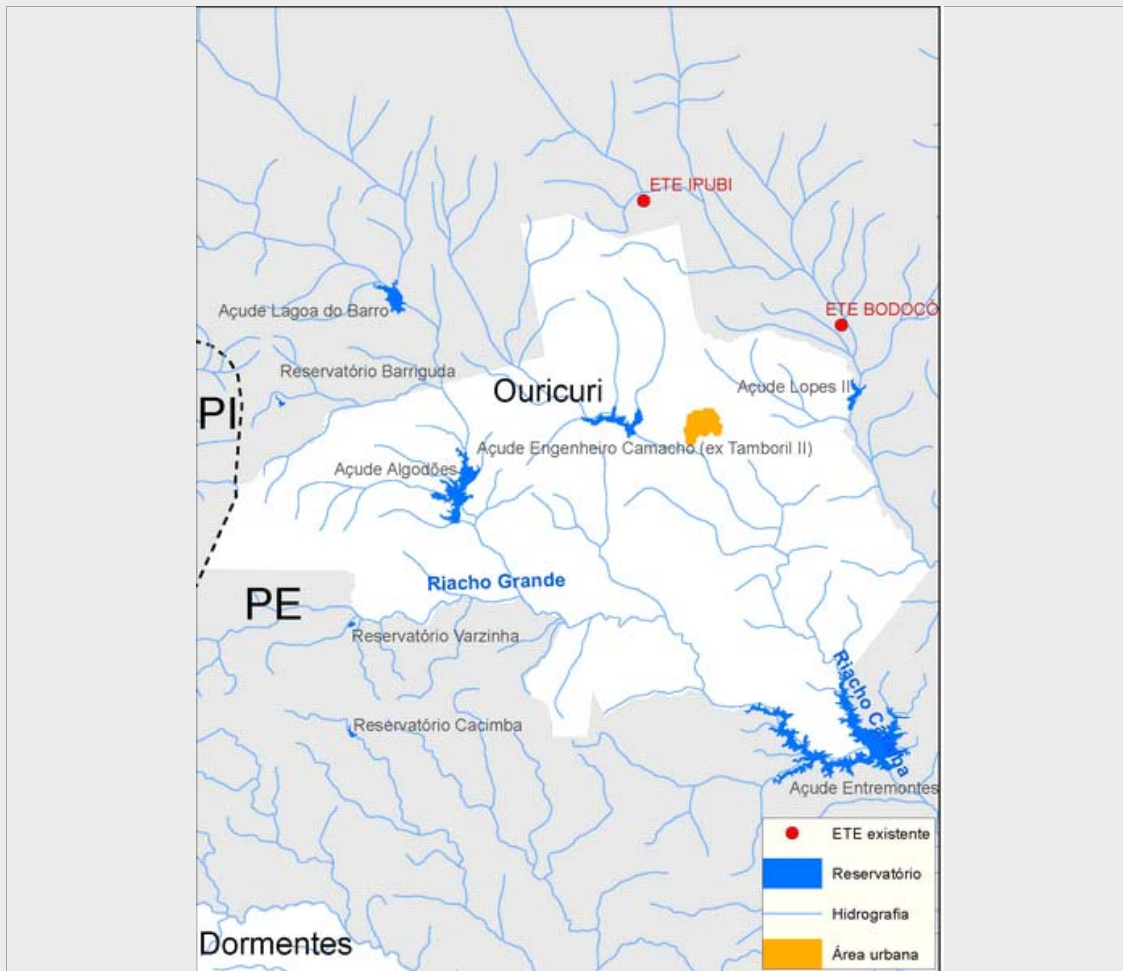 ETE IPUBI
ETE BODOCÓ
Açude Lagoa do Barro
Reservatório Barriguda
PI
Ouricuri
Açude Lopes II
Açude Engenheiro Camacho (ex Tamboril II)
Açude Algodões
Riacho Grande
PE
Reservatório Varzinha
Riacho
Reservatório Cacimba
Açude Entremontes
ETE existente
Reservatório
Hidrografia
Área urbana
Dormentes